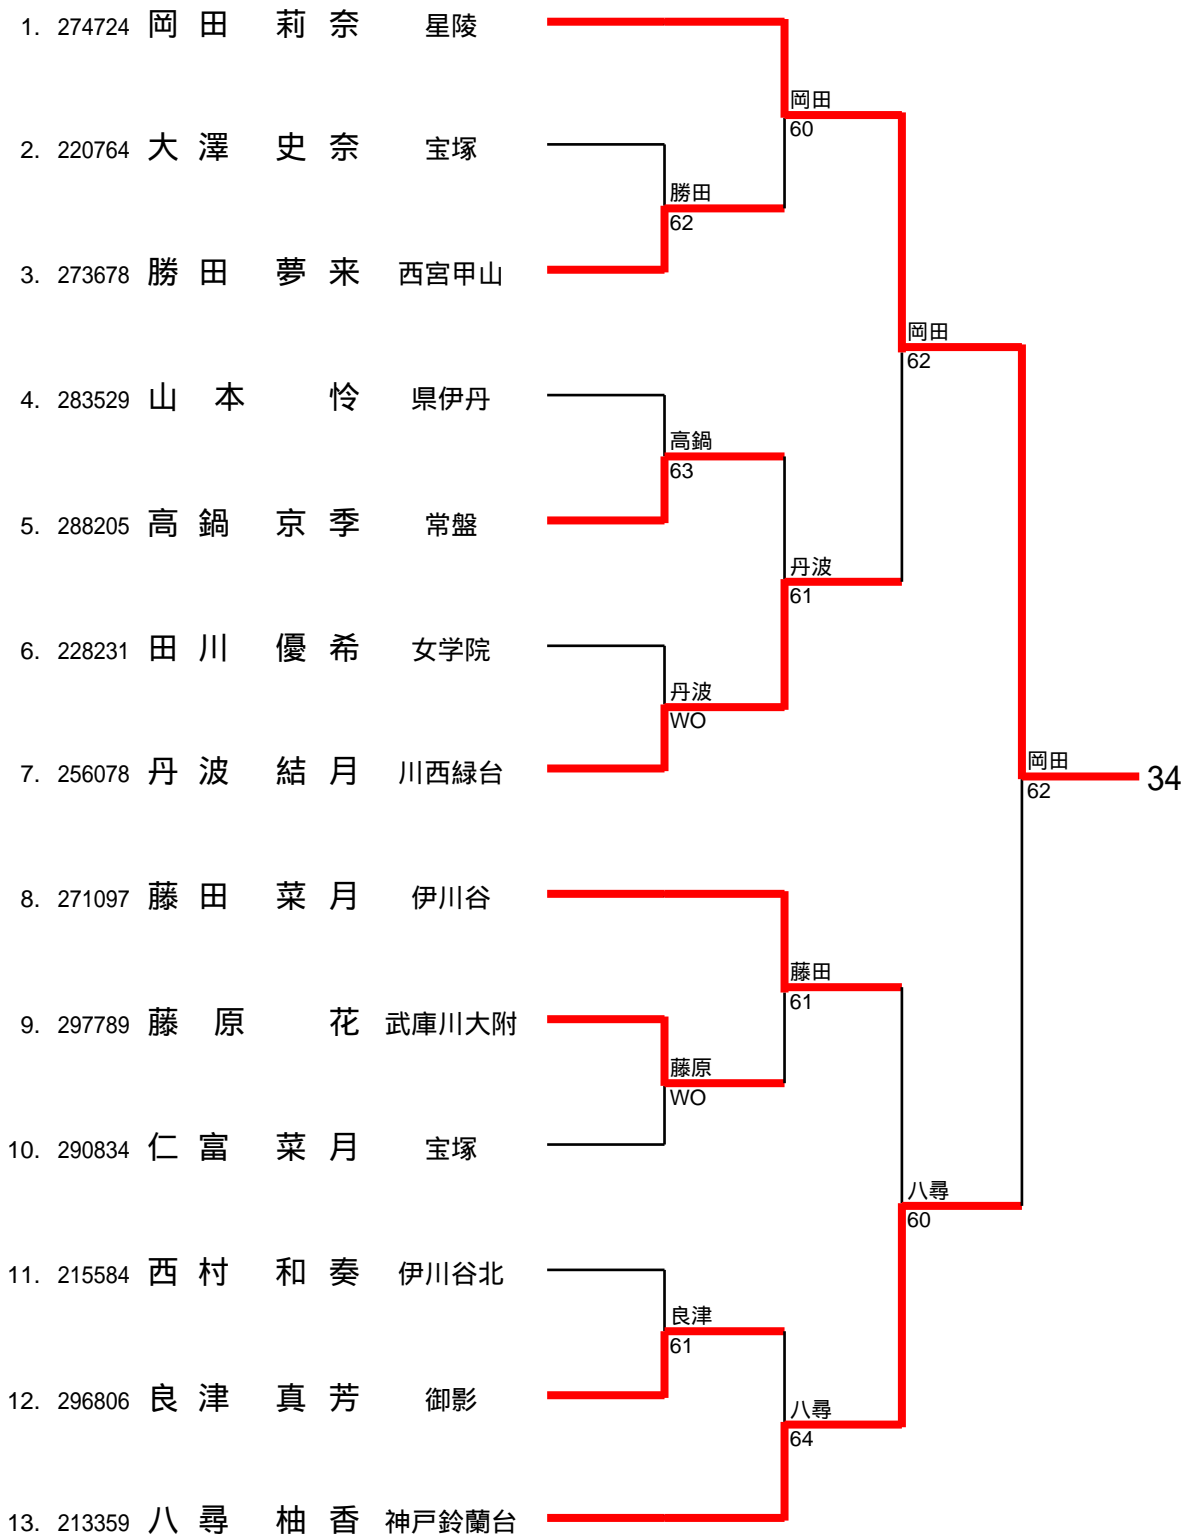 1. 274724 岡田 莉奈 星陵
岡田
60
2. 220764 大澤 史奈 宝塚
勝田
62
3. 273678 勝田 夢来 西宮甲山
岡田
62
4. 283529 山本 怜 県伊丹
高鍋
63
5. 288205 高鍋 京季 常盤
丹波
61
6. 228231 田川 優希 女学院
丹波
WO
7. 256078 丹波 結月 川西緑台
岡田
62
34
8. 271097 藤田 菜月 伊川谷
藤田
61
9. 297789 藤原 花 武庫川大附
藤原
WO
10. 290834 仁富 菜月 宝塚
八尋
60
11. 215584 西村 和奏 伊川谷北
良津
61
12. 296806 良津 真芳 御影
八尋
64
13. 213359 八尋 柚香 神戸鈴蘭台